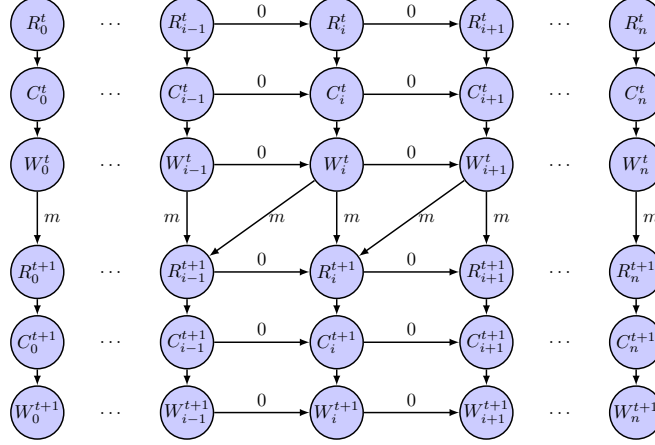 0 0
R_0^t ⋯ R_{i−1}^t R_i^t R_{i+1}^t ⋯ R_n^t
0 0
C_0^t ⋯ C_{i−1}^t C_i^t C_{i+1}^t ⋯ C_n^t
0 0
W_0^t ⋯ W_{i−1}^t W_i^t W_{i+1}^t ⋯ W_n^t
m m m m m m m
0 0
R_0^{t+1} ⋯ R_{i−1}^{t+1} R_i^{t+1} R_{i+1}^{t+1} ⋯ R_n^{t+1}
0 0
C_0^{t+1} ⋯ C_{i−1}^{t+1} C_i^{t+1} C_{i+1}^{t+1} ⋯ C_n^{t+1}
0 0
W_0^{t+1} ⋯ W_{i−1}^{t+1} W_i^{t+1} W_{i+1}^{t+1} ⋯ W_n^{t+1}